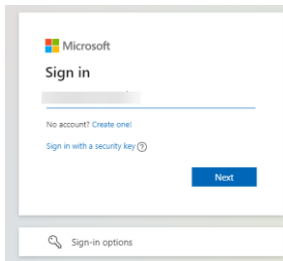 Microsoft
Sign in
No account? Create one!
Sign in with a security key
Next
Sign-in options